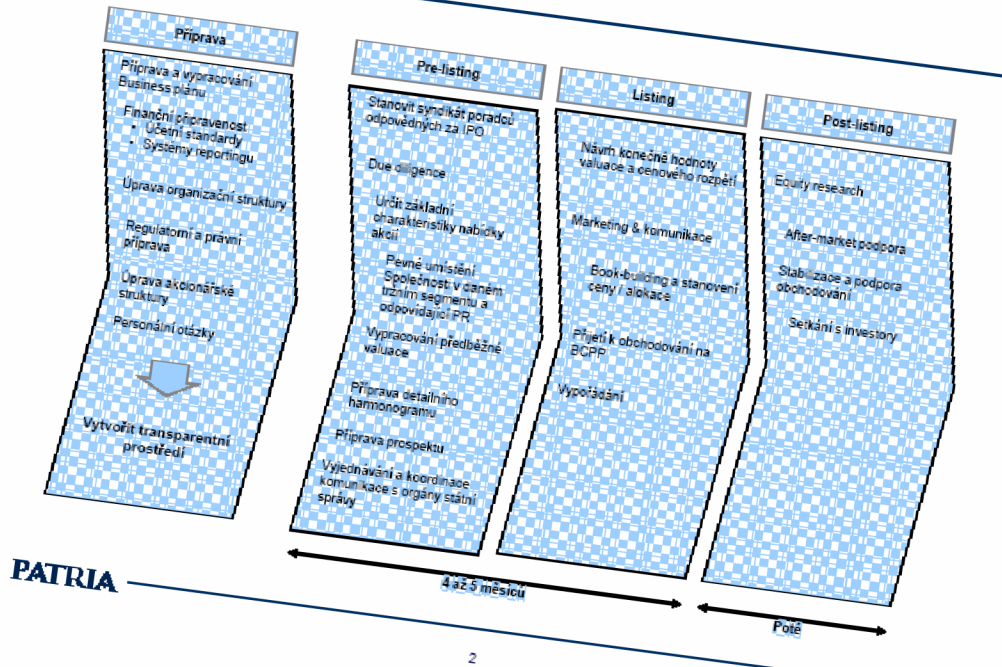 Příprava
Příprava a vypracování
Business plánu
Finanční připravenost
• Účetní standardy
• Systémy reportingu
Úprava organizační struktury
Regulatorní a právní
příprava
Úprava akcionářské
struktury
Personální otázky
Vytvořit transparentní
prostředí
Pre-listing
Stanovit syndikát poradců
odpovědných za IPO
Due diligence
Určit základní
charakteristiky nabídky
akcií
Pevné umístění
Společnosti v daném
tržním segmentu a
odpovídající PR
Vypracování předběžné
valuace
Příprava detailního
harmonogramu
Příprava prospektu
Vyjednávání a koordinace
komunikace s orgány státní
správy
Listing
Návrh konečné hodnoty
valuace a cenového rozpětí
Marketing & komunikace
Book-building a stanovení
ceny / alokace
Přijetí k obchodování na
BCPP
Vypořádání
Post-listing
Equity research
After-market podpora
Stabilizace a podpora
obchodování
Setkání s investory
4 až 5 měsíců
Poté
PATRIA
2